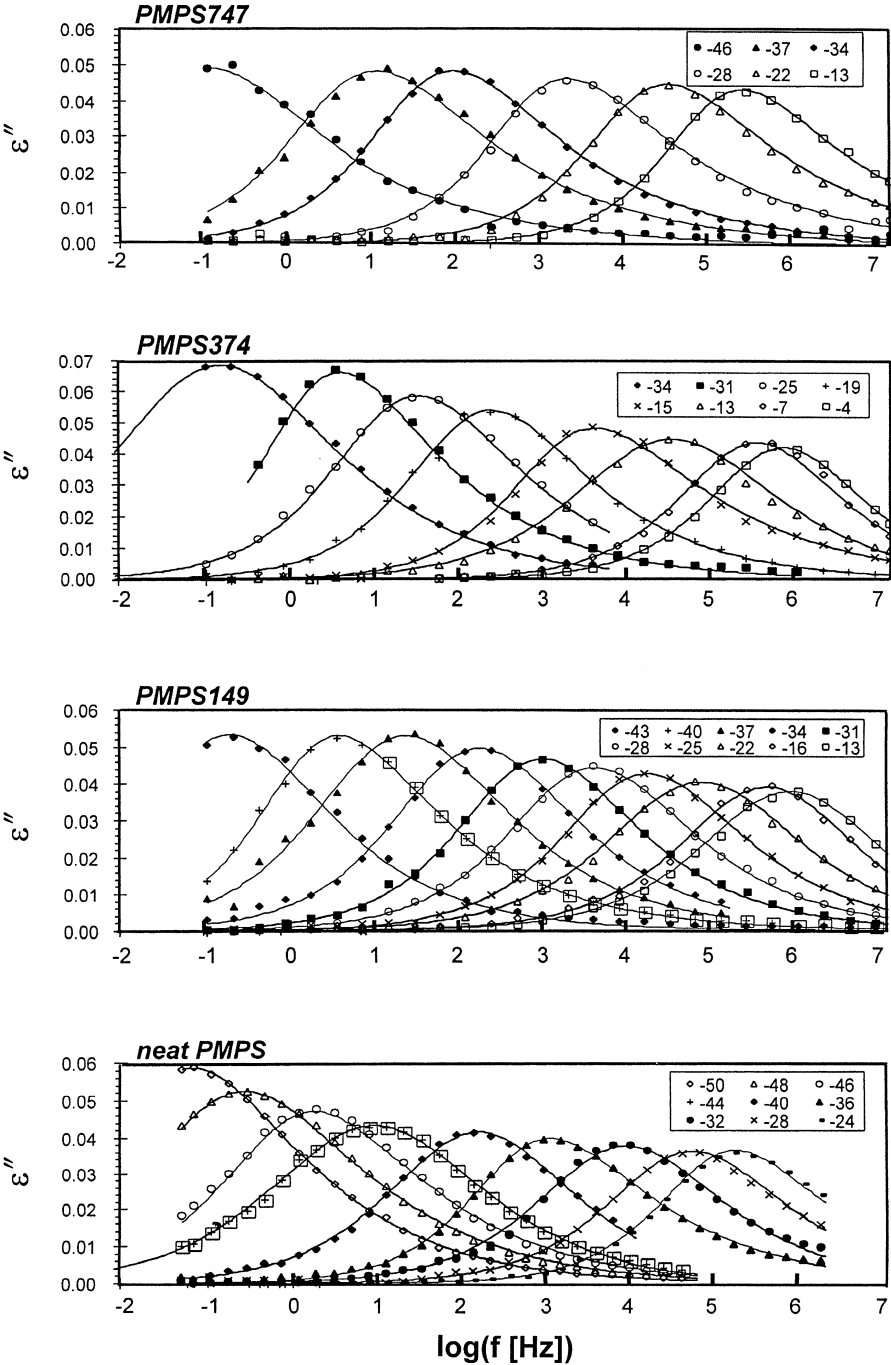 PMPS747
0.06
0.05
0.04
0.03
0.02
0.01
0.00
ε″
-46 -37 -34
-28 -22 -13
-2 -1 0 1 2 3 4 5 6 7
PMPS374
0.07
0.06
0.05
0.04
0.03
0.02
0.01
0.00
ε″
-34 -31 -25 -19
-15 -13 -7 -4
-2 -1 0 1 2 3 4 5 6 7
PMPS149
0.06
0.05
0.04
0.03
0.02
0.01
0.00
ε″
-43 -40 -37 -34 -31
-28 -25 -22 -16 -13
-2 -1 0 1 2 3 4 5 6 7
neat PMPS
0.06
0.05
0.04
0.03
0.02
0.01
0.00
ε″
-50 -48 -46
-44 -40 -36
-32 -28 -24
-2 -1 0 1 2 3 4 5 6 7
log(f [Hz])